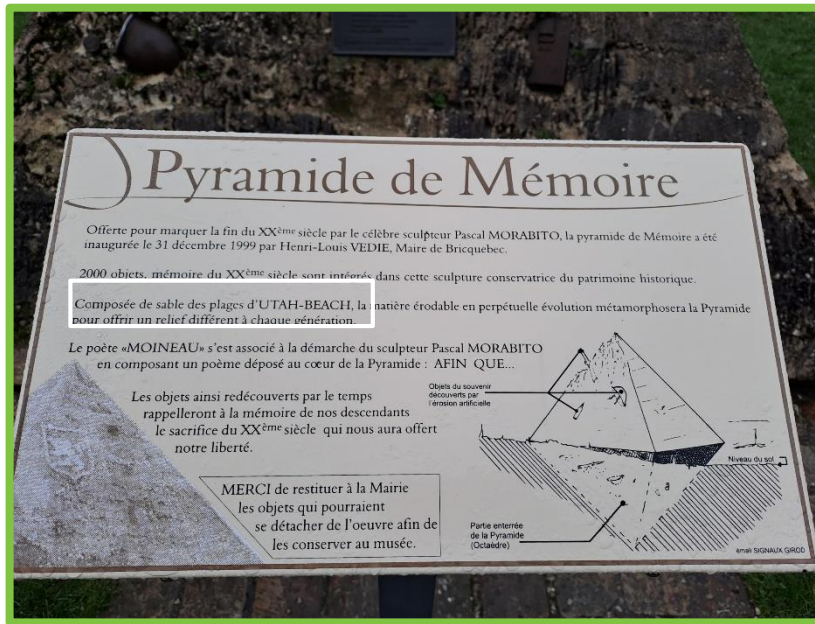 Pyramide de Mémoire
Offerte pour marquer la fin du XXème siècle par le célèbre sculpteur Pascal MORABITO, la pyramide de Mémoire a été
inaugurée le 31 décembre 1999 par Henri-Louis VEDIE, Maire de Bricquebec.
2000 objets, mémoire du XXème siècle sont intégrés dans cette sculpture conservatrice du patrimoine historique.
Composée de sable des plages d'UTAH-BEACH, la matière érodable en perpétuelle évolution métamorphosera la Pyramide
pour offrir un relief différent à chaque génération.
Le poète «MOINEAU» s'est associé à la démarche du sculpteur Pascal MORABITO
en composant un poème déposé au cœur de la Pyramide : AFIN QUE...
Les objets ainsi redécouverts par le temps
rappelleront à la mémoire de nos descendants
le sacrifice du XXème siècle qui nous aura offert
notre liberté.
MERCI de restituer à la Mairie
les objets qui pourraient
se détacher de l'oeuvre afin de
les conserver au musée.
Objets du souvenir
découverts par
l'érosion artificielle
Niveau du sol
a
Partie enterrée
de la Pyramide
(Octaèdre)
émail SIGNAUX GIROD